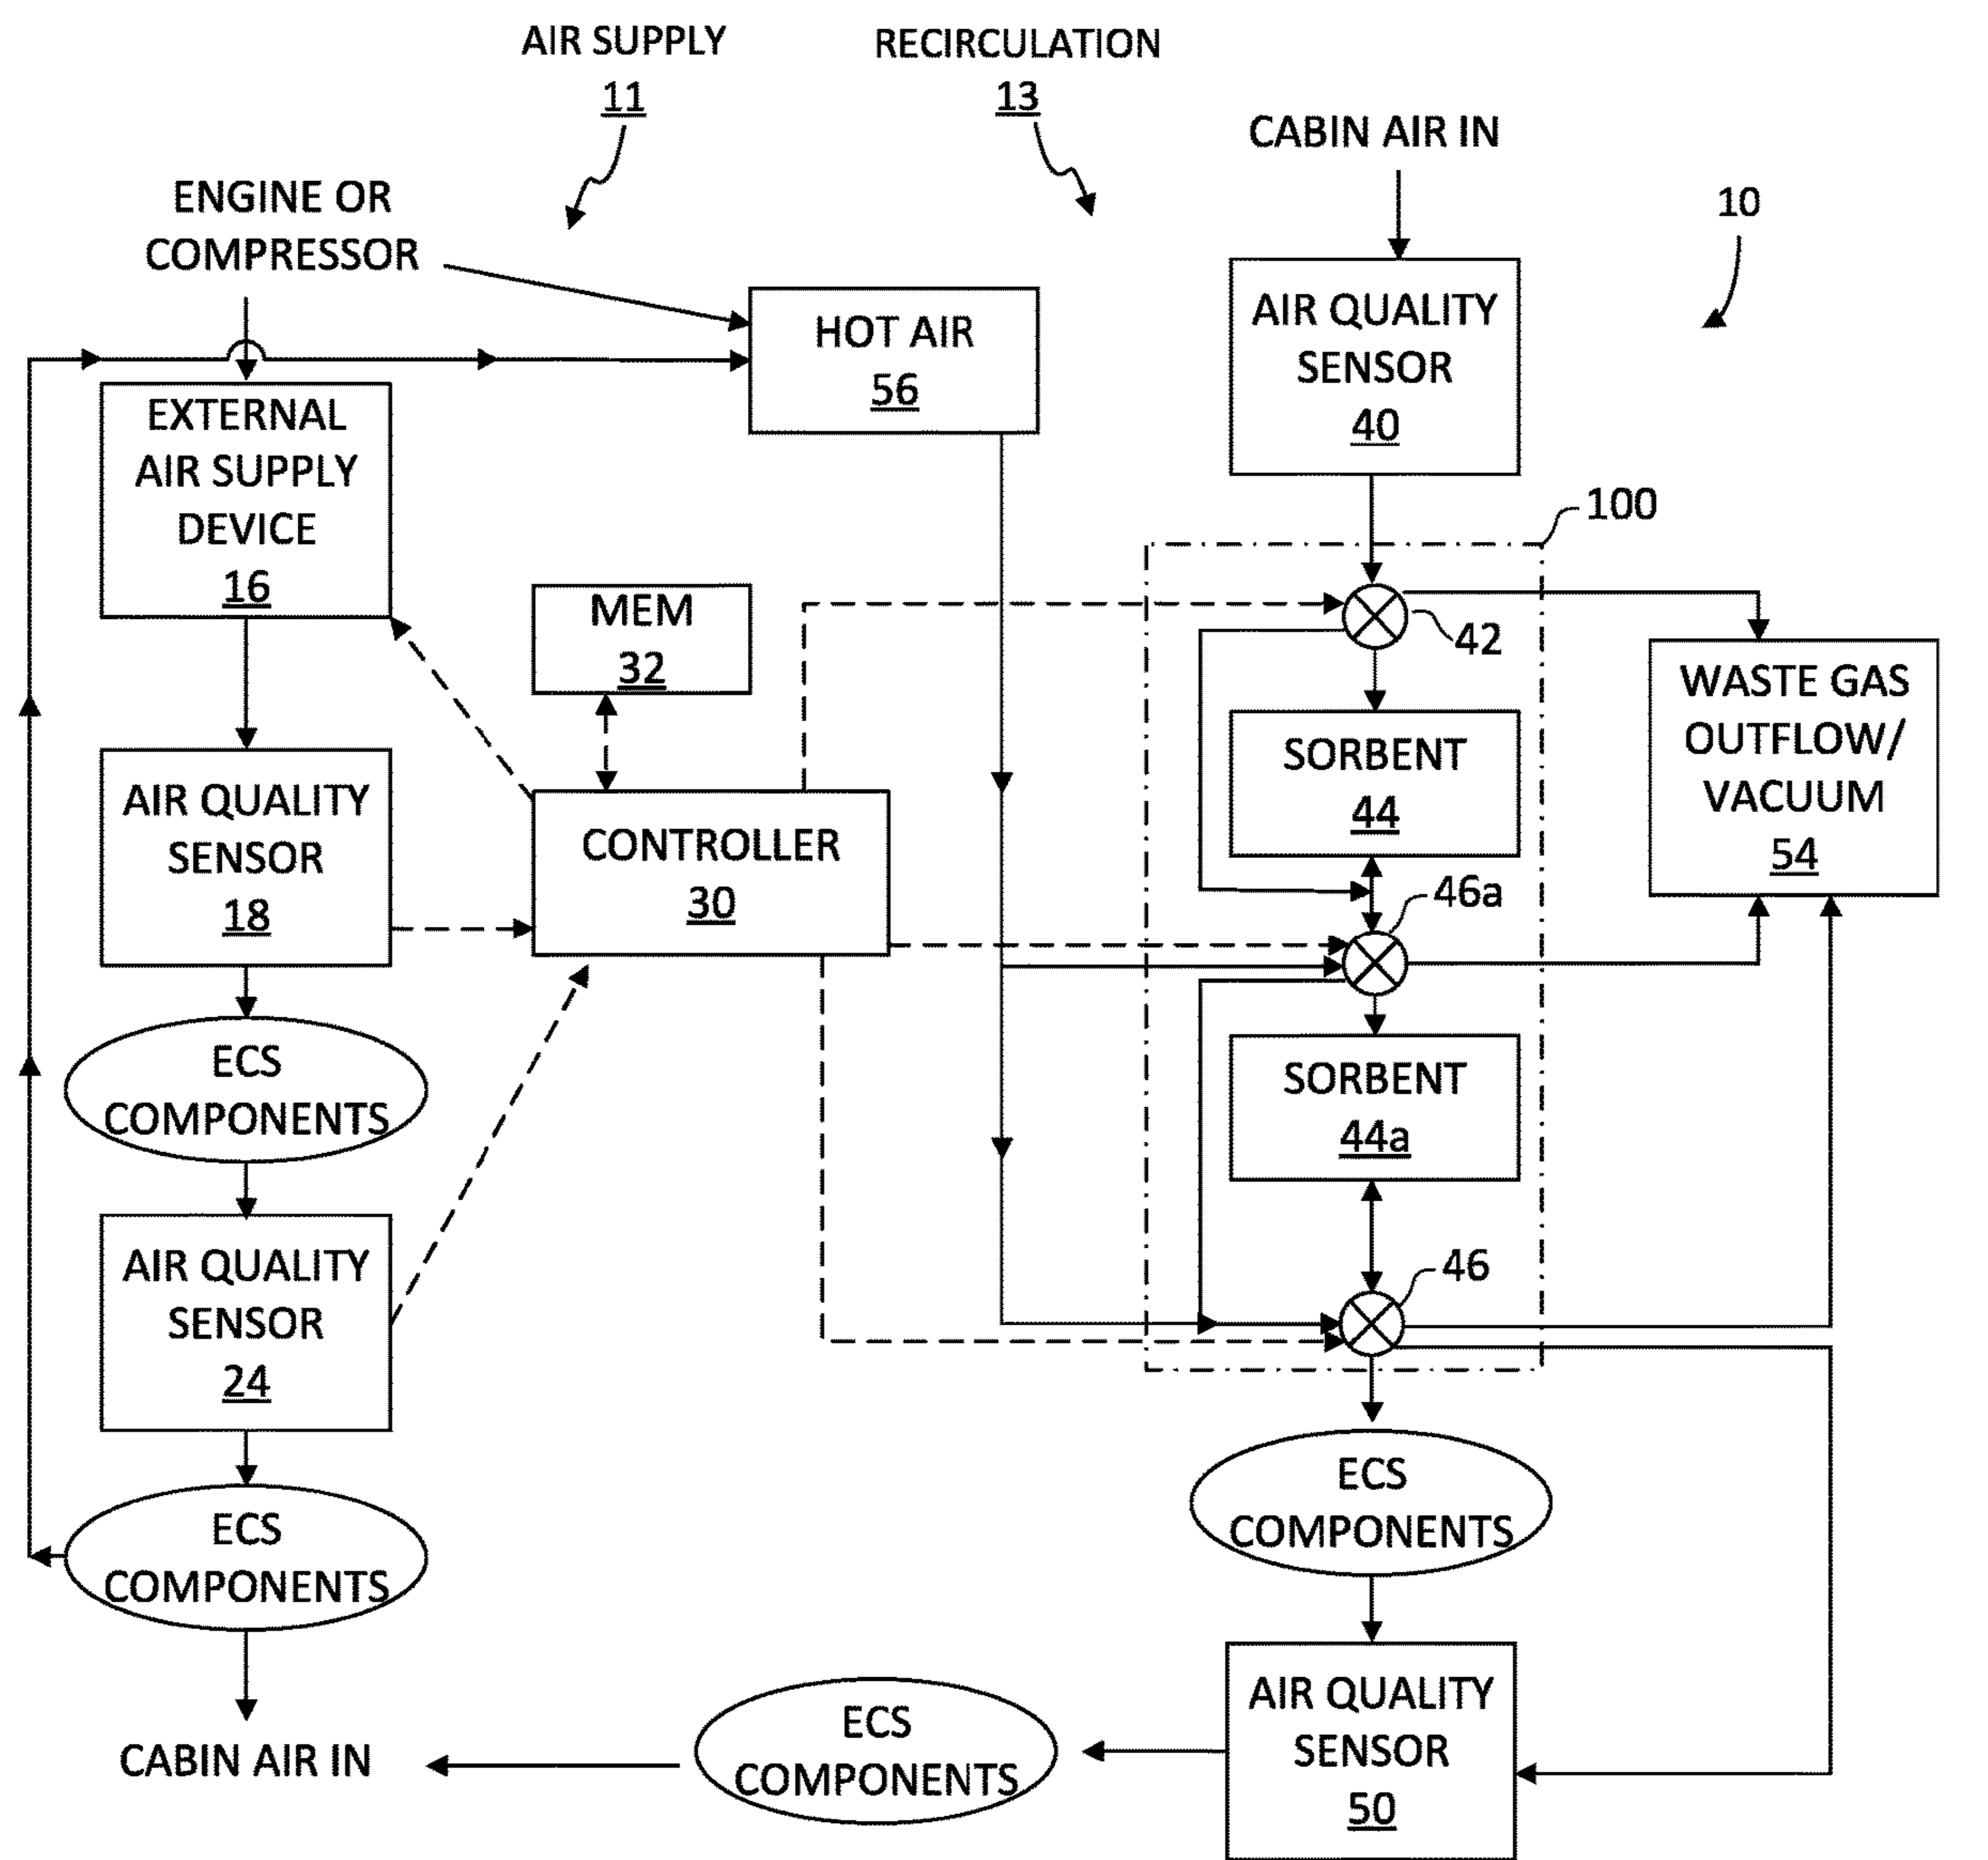 AIR SUPPLY
11
RECIRCULATION
13
CABIN AIR IN
10
ENGINE OR
COMPRESSOR
HOT AIR
56
AIR QUALITY
SENSOR
40
EXTERNAL
AIR SUPPLY
DEVICE
16
100
MEM
32
42
WASTE GAS
OUTFLOW/
VACUUM
54
SORBENT
44
AIR QUALITY
SENSOR
18
CONTROLLER
30
46a
ECS
COMPONENTS
SORBENT
44a
AIR QUALITY
SENSOR
24
46
ECS
COMPONENTS
ECS
COMPONENTS
CABIN AIR IN
ECS
COMPONENTS
AIR QUALITY
SENSOR
50